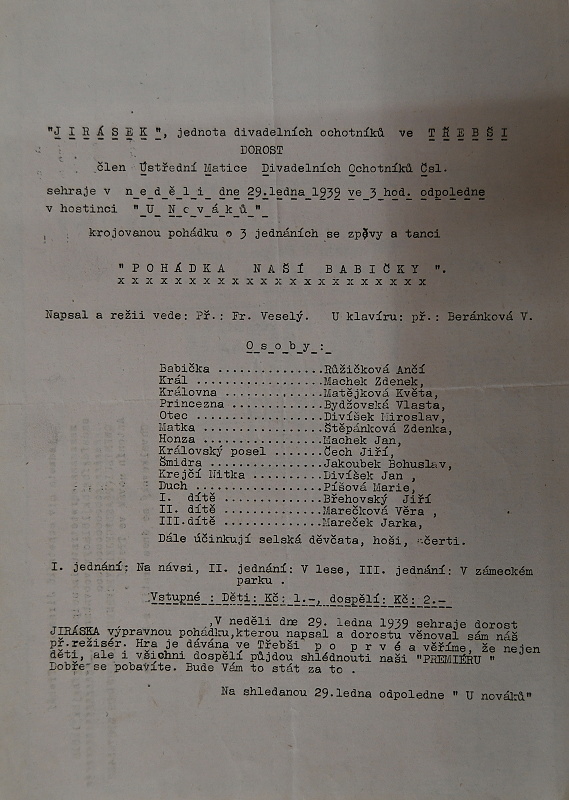 "J I R Á S E K ", jednota divadelních ochotníků ve T Ř E B Š I
DOROST
člen Ústřední Matice Divadelních Ochotníků Čsl.
sehraje v n e d ě l i dne 29.ledna 1939 ve 3 hod. odpoledne
v hostinci " U N o v á k ů "
krojovanou pohádku o 3 jednáních se zpěvy a tanci
" P O H Á D K A N A Š Í B A B I Č K Y ".
x x x x x x x x x x x x x x x x x x x x x x
Napsal a režii vede: Př.: Fr. Veselý. U klavíru: př.: Beránková V.
O s o b y :
Babička ...............Růžičková Ančí
Král ..................Machek Zdenek,
Královna ..............Matějková Květa,
Princezna .............Bydžovská Vlasta,
Otec ..................Divíšek Miroslav,
Matka .................Štěpánková Zdenka,
Honza .................Machek Jan,
Královský posel .......Čech Jiří,
Šmidra ................Jakoubek Bohuslav,
Krejčí Nitka ..........Divíšek Jan ,
Duch ..................Píšová Marie,
I. dítě ..............Břehovský Jiří
II. dítě ..............Marečková Věra ,
III.dítě ..............Mareček Jarka,
Dále účinkují selská děvčata, hoši, čerti.
I. jednání: Na návsi, II. jednání: V lese, III. jednání: V zámeckém
parku .
Vstupné : Děti: Kč: 1.-, dospělí: Kč: 2.-
,V neděli dne 29. ledna 1939 sehraje dorost
JIRÁSKA výpravnou pohádku,kterou napsal a dorostu věnoval sám náš
př.režisér. Hra je dávána ve Třebši p o p r v é a věříme, že nejen
děti, ale i všichni dospělí půjdou shlédnouti naši "PREMIÉRU "
Dobře se pobavíte. Bude Vám to stát za to .
Na shledanou 29.ledna odpoledne " U nováků"